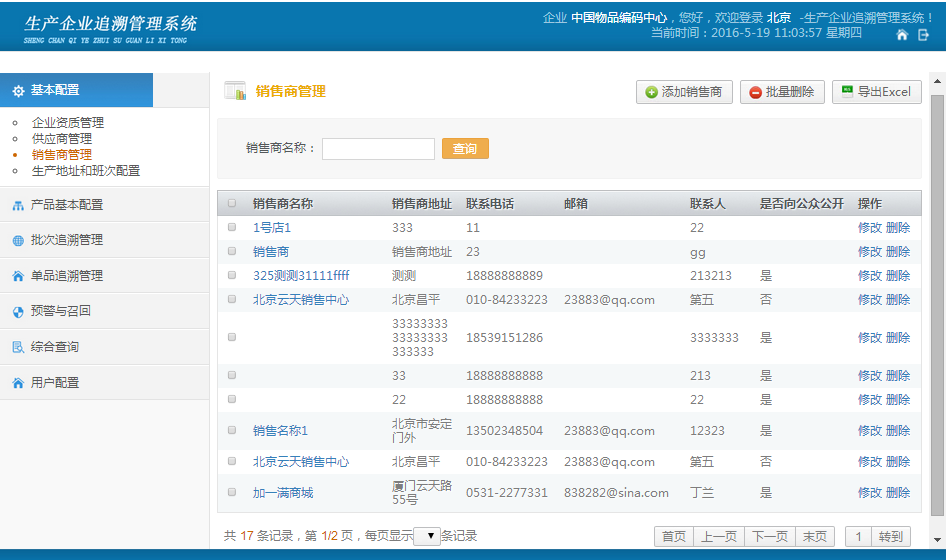 生产企业追溯管理系统
SHENG CHAN QI YE ZHUI SU GUAN LI XI TONG
企业 中国物品编码中心，您好，欢迎登录 北京 -生产企业追溯管理系统！
当前时间：2016-5-19 11:03:57 星期四
基本配置
企业资质管理
供应商管理
销售商管理
生产地址和班次配置
产品基本配置
批次追溯管理
单品追溯管理
预警与召回
综合查询
用户配置
销售商管理
添加销售商 批量删除 导出Excel
销售商名称： 查询
销售商名称 销售商地址 联系电话 邮箱 联系人 是否向公众公开 操作
1号店1 333 11 22 修改 删除
销售商 销售商地址 23 gg 修改 删除
325测测31111ffff 测测 18888888889 213213 是 修改 删除
北京云天销售中心 北京昌平 010-84233223 23883@qq.com 第五 否 修改 删除
33333333
33333333 18539151286 3333333 是 修改 删除
333333
33 18888888888 213 是 修改 删除
22 18888888888 22 是 修改 删除
销售名称1 北京市安定
门外 13502348504 23883@qq.com 12323 是 修改 删除
北京云天销售中心 北京昌平 010-84233223 23883@qq.com 第五 否 修改 删除
加一满商城 厦门云天路
55号 0531-2277331 838282@sina.com 丁兰 是 修改 删除
共 17 条记录，第 1/2 页，每页显示 条记录 首页 上一页 下一页 末页 1 转到